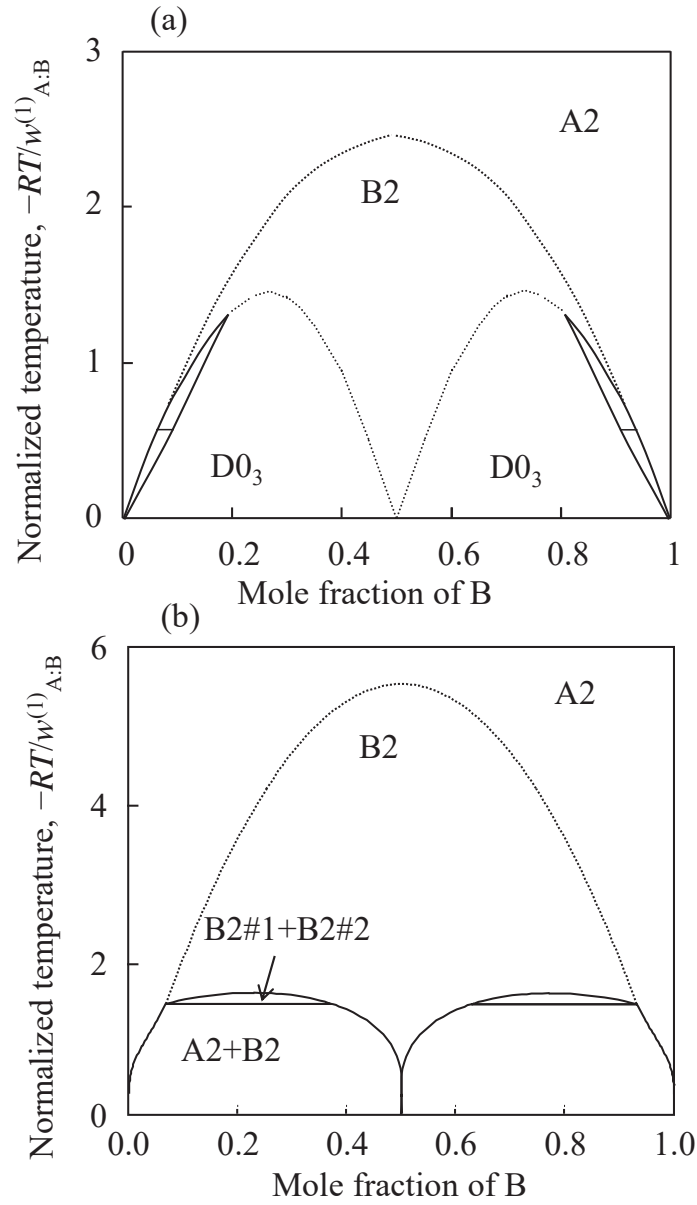 (a)
3
A2
B2
2
1
D0₃
D0₃
0
0 0.2 0.4 0.6 0.8 1
Mole fraction of B
Normalized temperature, −RT/w⁽¹⁾A:B
(b)
6
A2
B2
4
B2#1+B2#2
2
A2+B2
0
0.0 0.2 0.4 0.6 0.8 1.0
Mole fraction of B
Normalized temperature, −RT/w⁽¹⁾A:B